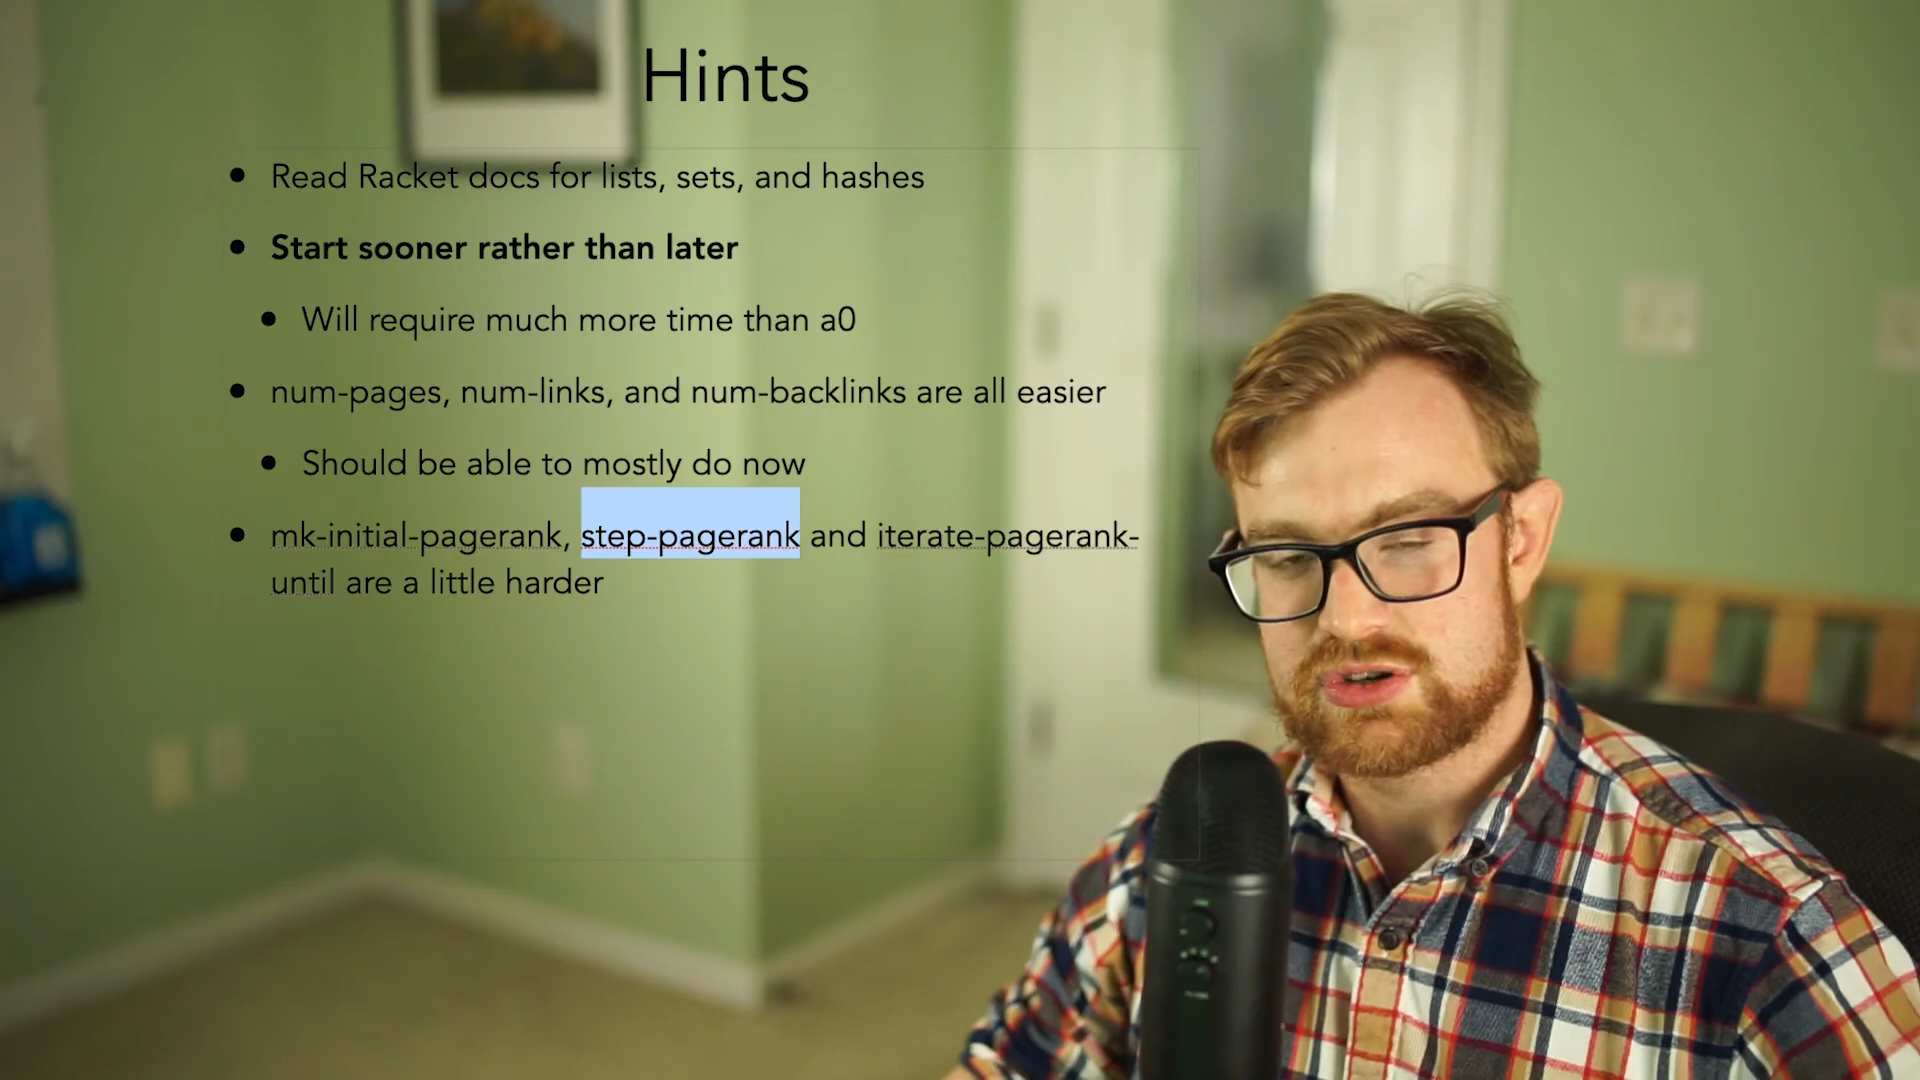 Hints
• Read Racket docs for lists, sets, and hashes
• Start sooner rather than later
• Will require much more time than a0
• num-pages, num-links, and num-backlinks are all easier
• Should be able to mostly do now
• mk-initial-pagerank, step-pagerank and iterate-pagerank-
until are a little harder